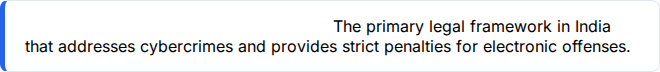 The primary legal framework in India
that addresses cybercrimes and provides strict penalties for electronic offenses.